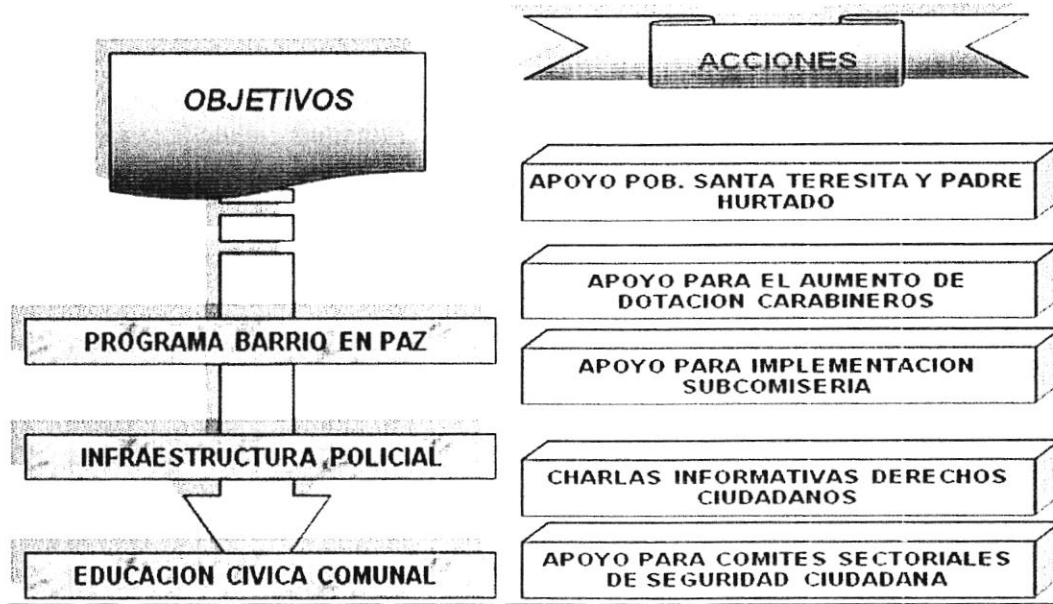 OBJETIVOS
PROGRAMA BARRIO EN PAZ
INFRAESTRUCTURA POLICIAL
EDUCACION CIVICA COMUNAL
ACCIONES
APOYO POB. SANTA TERESITA Y PADRE
HURTADO
APOYO PARA EL AUMENTO DE
DOTACION CARABINEROS
APOYO PARA IMPLEMENTACION
SUBCOMISERIA
CHARLAS INFORMATIVAS DERECHOS
CIUDADANOS
APOYO PARA COMITES SECTORIALES
DE SEGURIDAD CIUDADANA